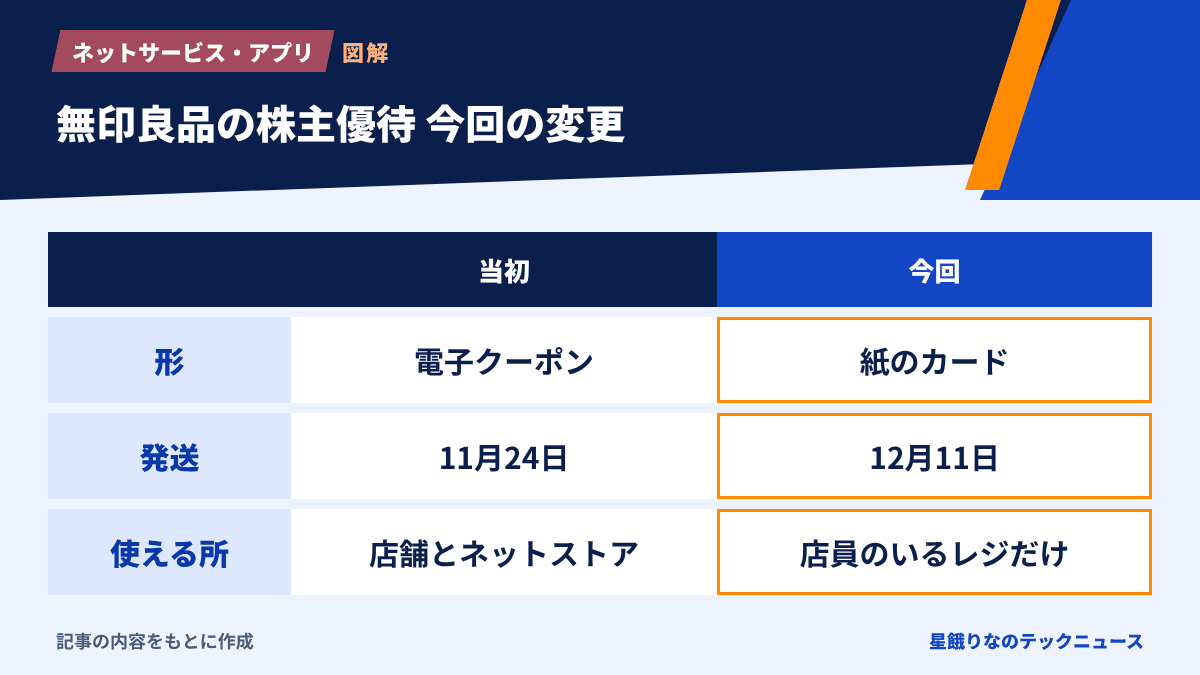 ネットサービス・アプリ 図解
無印良品の株主優待 今回の変更
当初 今回
形 電子クーポン 紙のカード
発送 11月24日 12月11日
使える所 店舗とネットストア 店員のいるレジだけ
記事の内容をもとに作成 星餓りなのテックニュース